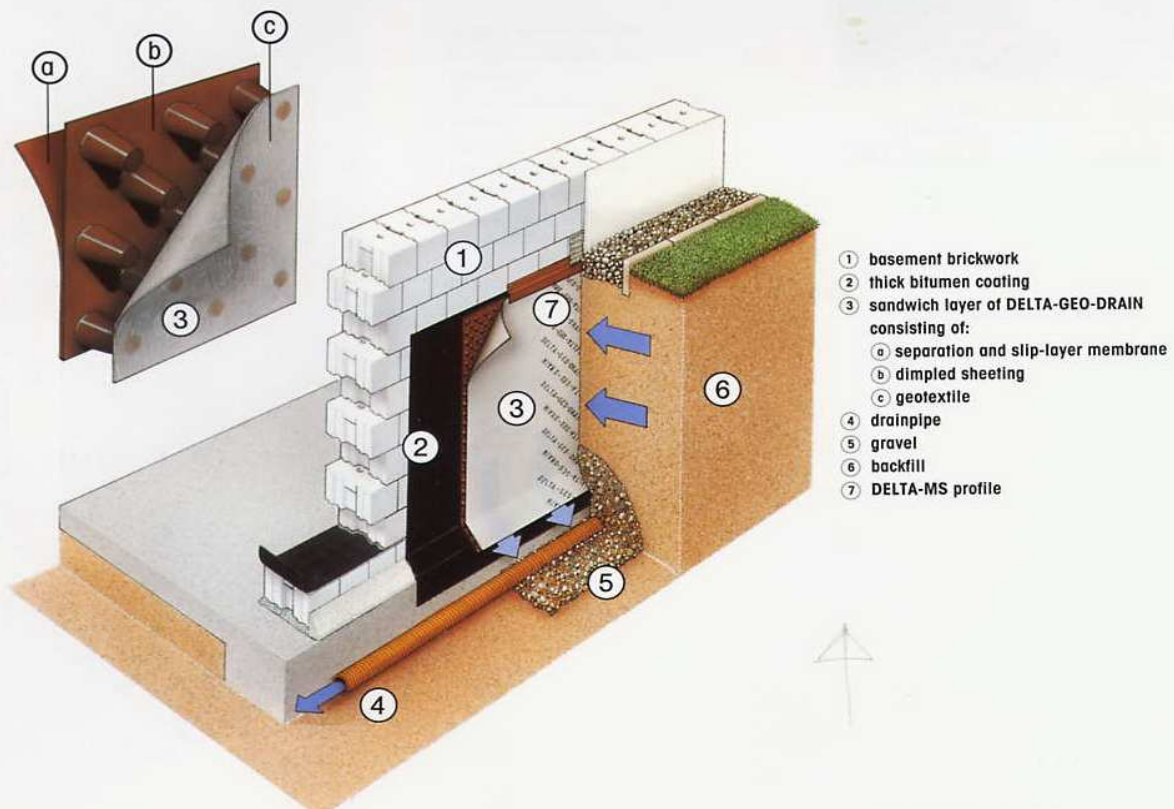 a
b
c
3
1
7
3
2
6
5
4
1 basement brickwork
2 thick bitumen coating
3 sandwich layer of DELTA-GEO-DRAIN
consisting of:
a separation and slip-layer membrane
b dimpled sheeting
c geotextile
4 drainpipe
5 gravel
6 backfill
7 DELTA-MS profile